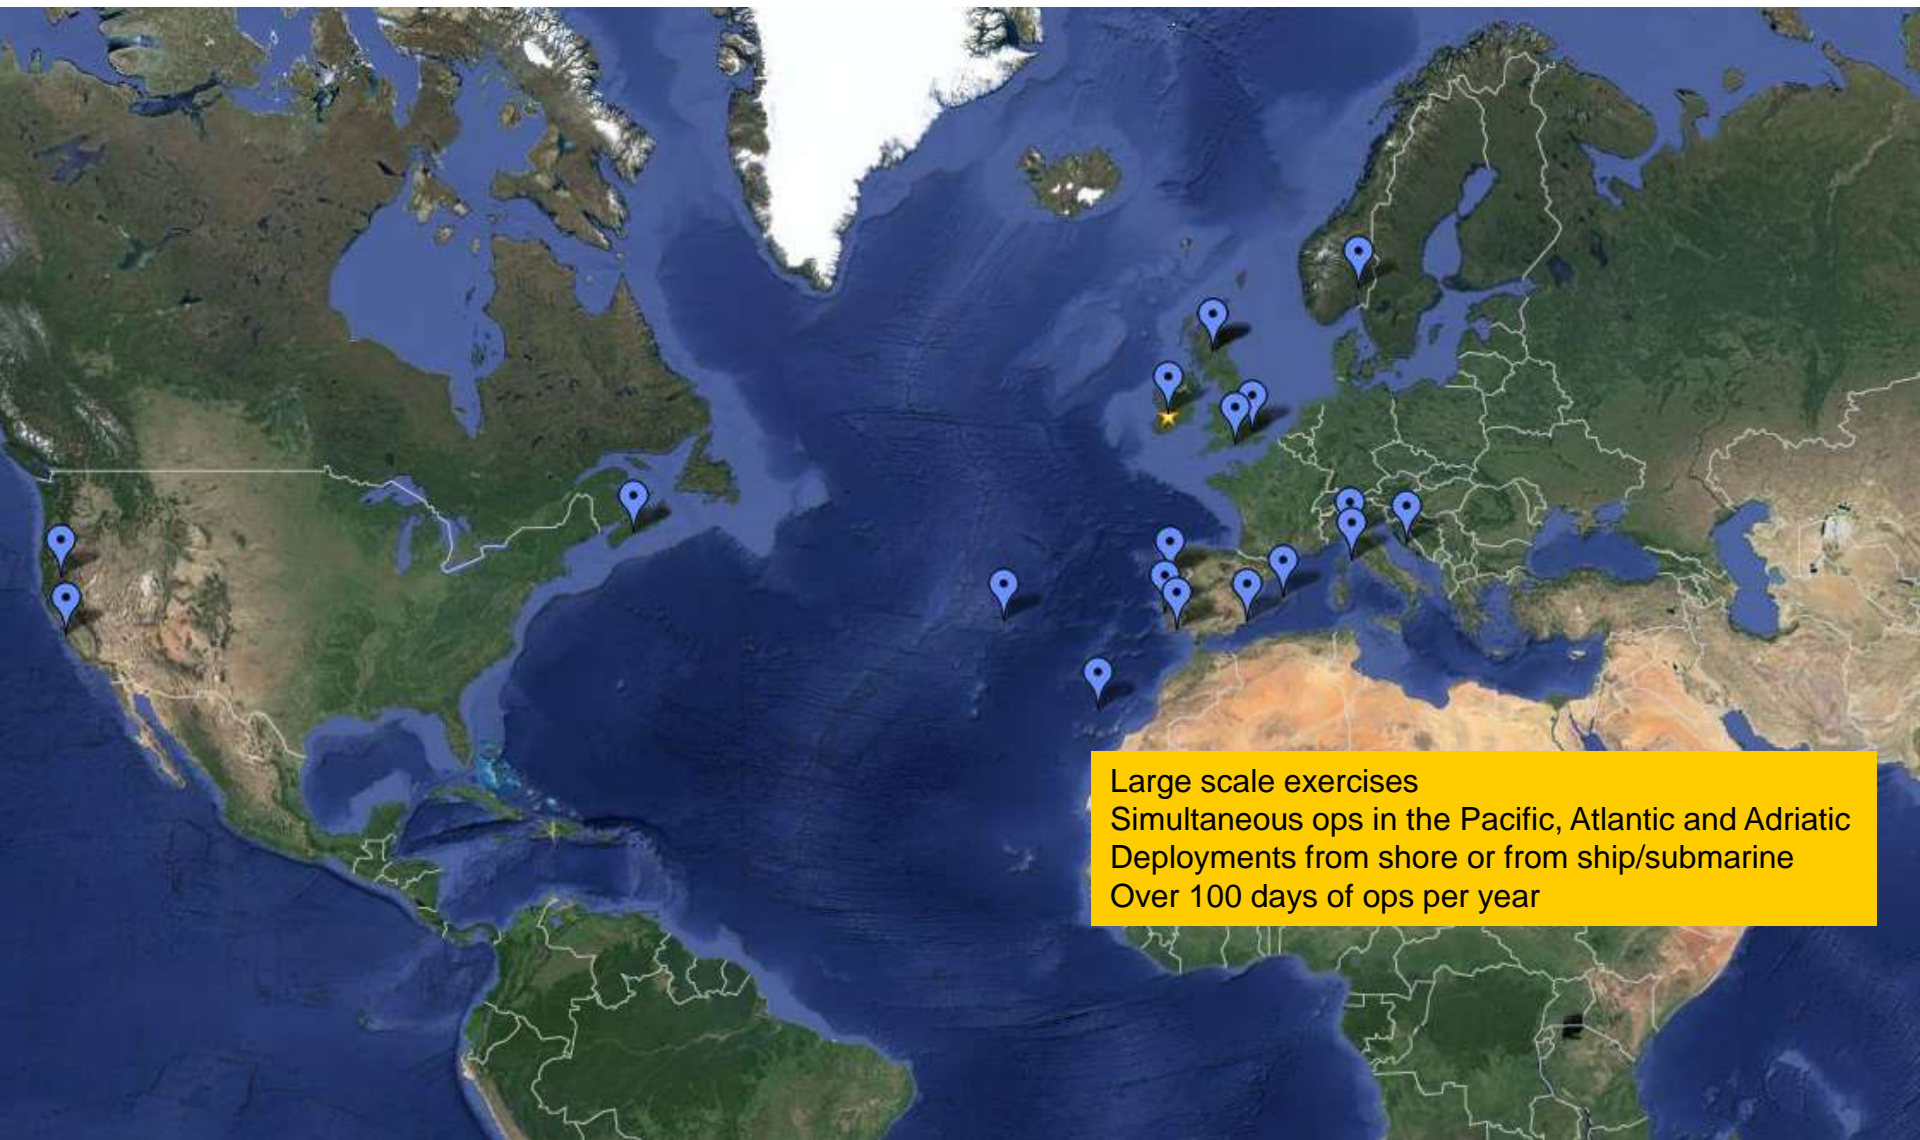 Large scale exercises
Simultaneous ops in the Pacific, Atlantic and Adriatic
Deployments from shore or from ship/submarine
Over 100 days of ops per year